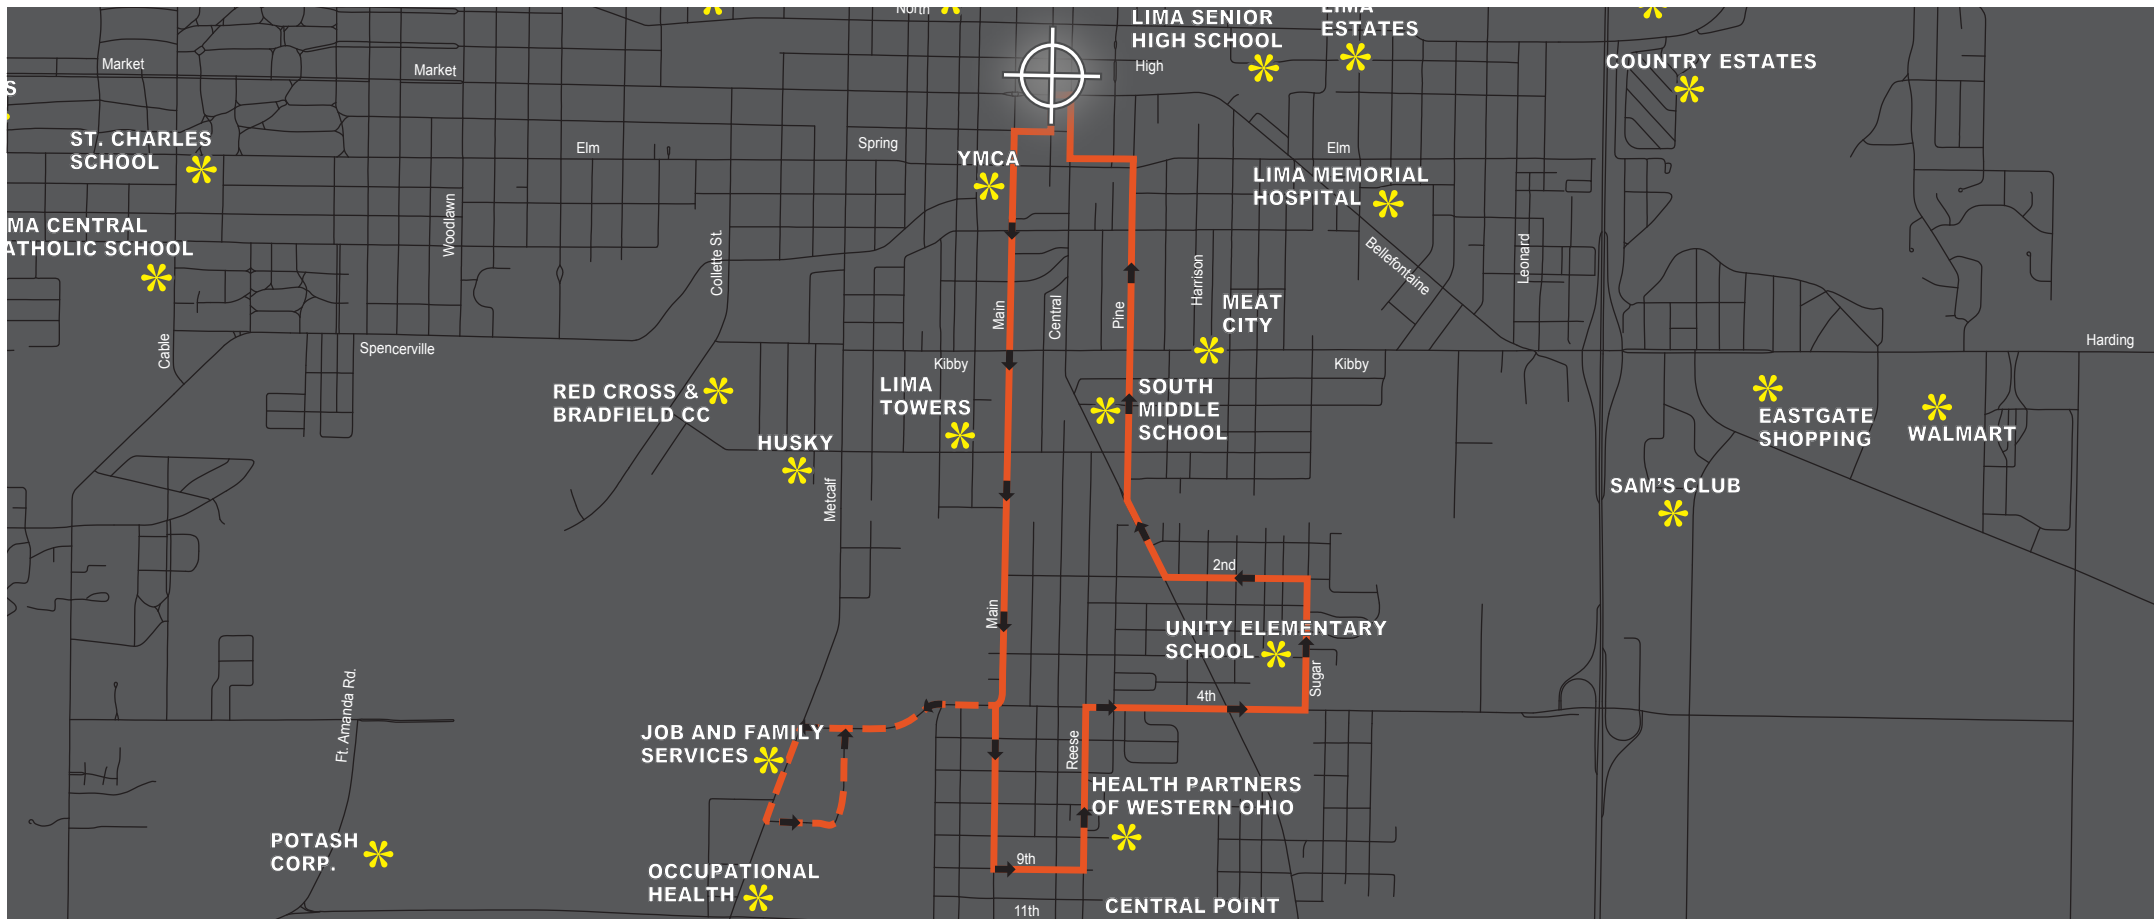 North
LIMA SENIOR
HIGH SCHOOL
LIMA
ESTATES
COUNTRY ESTATES
Market
Market
High
S
ST. CHARLES
SCHOOL
Elm
Spring
YMCA
Elm
LIMA MEMORIAL
HOSPITAL
MA CENTRAL
ATHOLIC SCHOOL
Woodlawn
Collette St.
Bellefontaine
Leonard
Harrison
MEAT
CITY
Main
Central
Pine
Cable
Spencerville
Kibby
Kibby
Harding
RED CROSS &
BRADFIELD CC
LIMA
TOWERS
SOUTH
MIDDLE
SCHOOL
EASTGATE
SHOPPING
WALMART
HUSKY
Metcalf
SAM'S CLUB
2nd
Main
UNITY ELEMENTARY
SCHOOL
Sugar
4th
Ft. Amanda Rd.
JOB AND FAMILY
SERVICES
Reese
HEALTH PARTNERS
OF WESTERN OHIO
POTASH
CORP.
9th
OCCUPATIONAL
HEALTH
11th
CENTRAL POINT